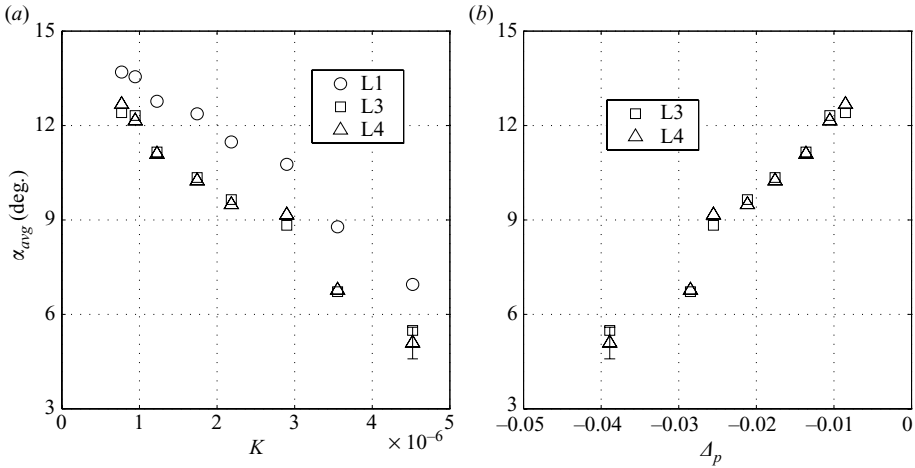 (a)
(b)
15
12
9
6
3
α_avg (deg.)
L1
L3
L4
0
1
2
3
4
5
× 10⁻⁶
K
15
12
9
6
3
L3
L4
–0.05
–0.04
–0.03
–0.02
–0.01
0
Δ_p